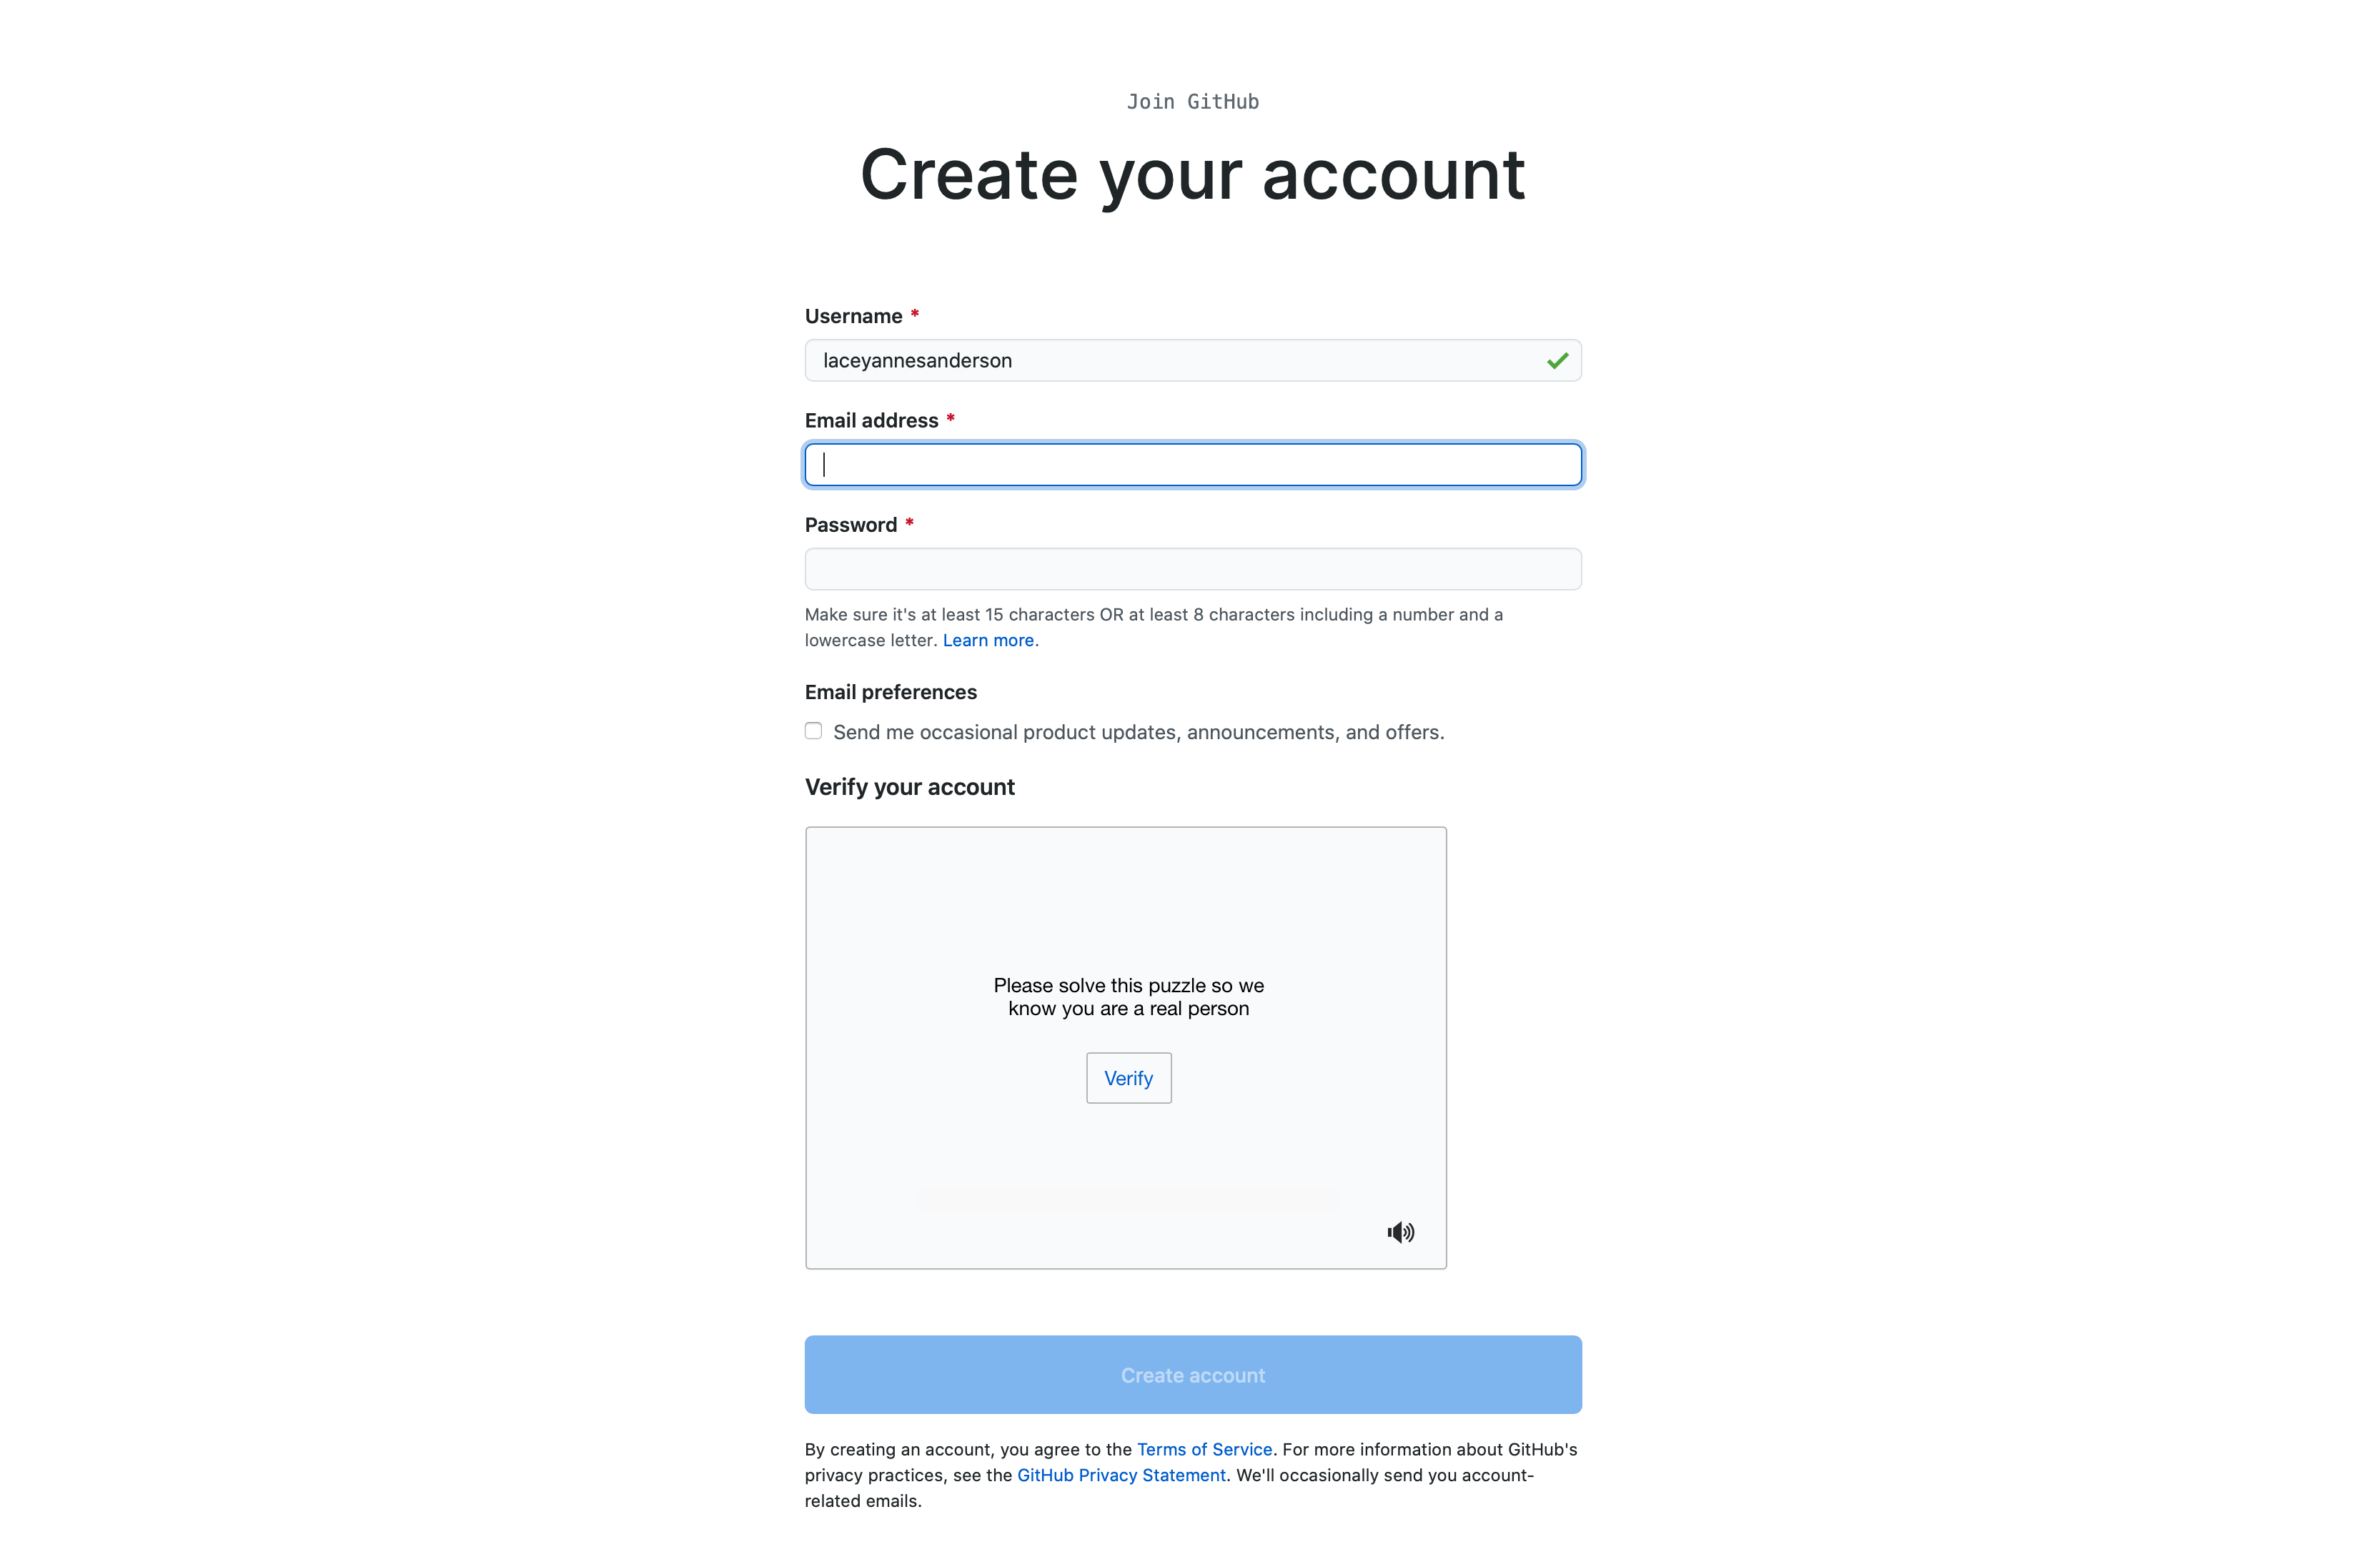 Join GitHub
Create your account
Username *
laceyannesanderson
Email address *
Password *
Make sure it's at least 15 characters OR at least 8 characters including a number and a
lowercase letter. Learn more.
Email preferences
Send me occasional product updates, announcements, and offers.
Verify your account
Please solve this puzzle so we
know you are a real person
Verify
Create account
By creating an account, you agree to the Terms of Service. For more information about GitHub's
privacy practices, see the GitHub Privacy Statement. We'll occasionally send you account-
related emails.